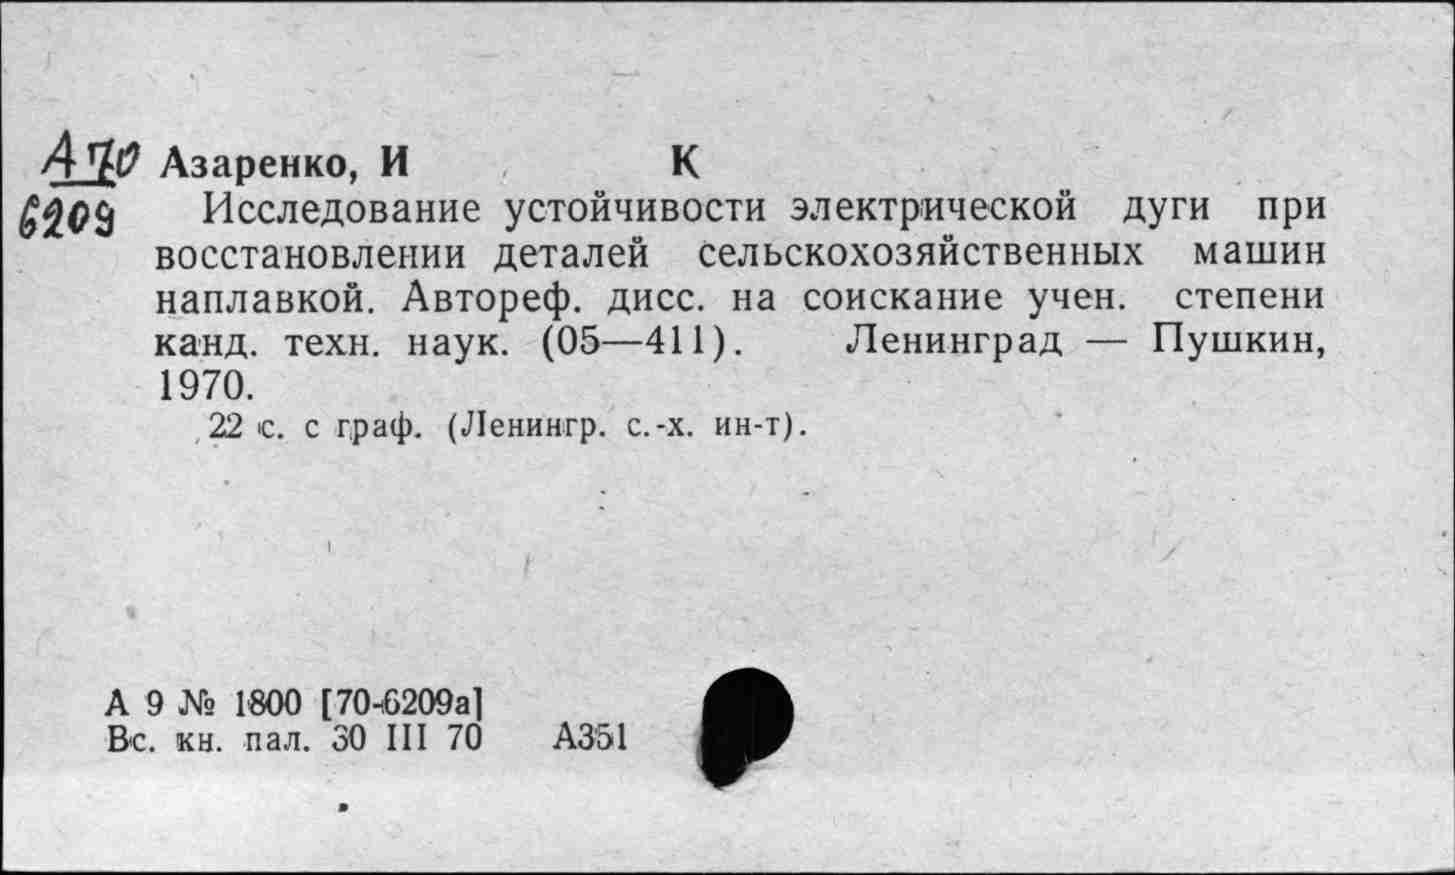 А70 Азаренко, И К
6209 Исследование устойчивости электрической дуги при
восстановлении деталей сельскохозяйственных машин
наплавкой. Автореф. дисс. на соискание учен. степени
канд. техн. наук. (05—411). Ленинград — Пушкин,
1970.
22 с. с граф. (Ленингр. с.-х. ин-т).
А 9 № 1800 [70-6209а]
Вс. кн. пал. 30 III 70 А351